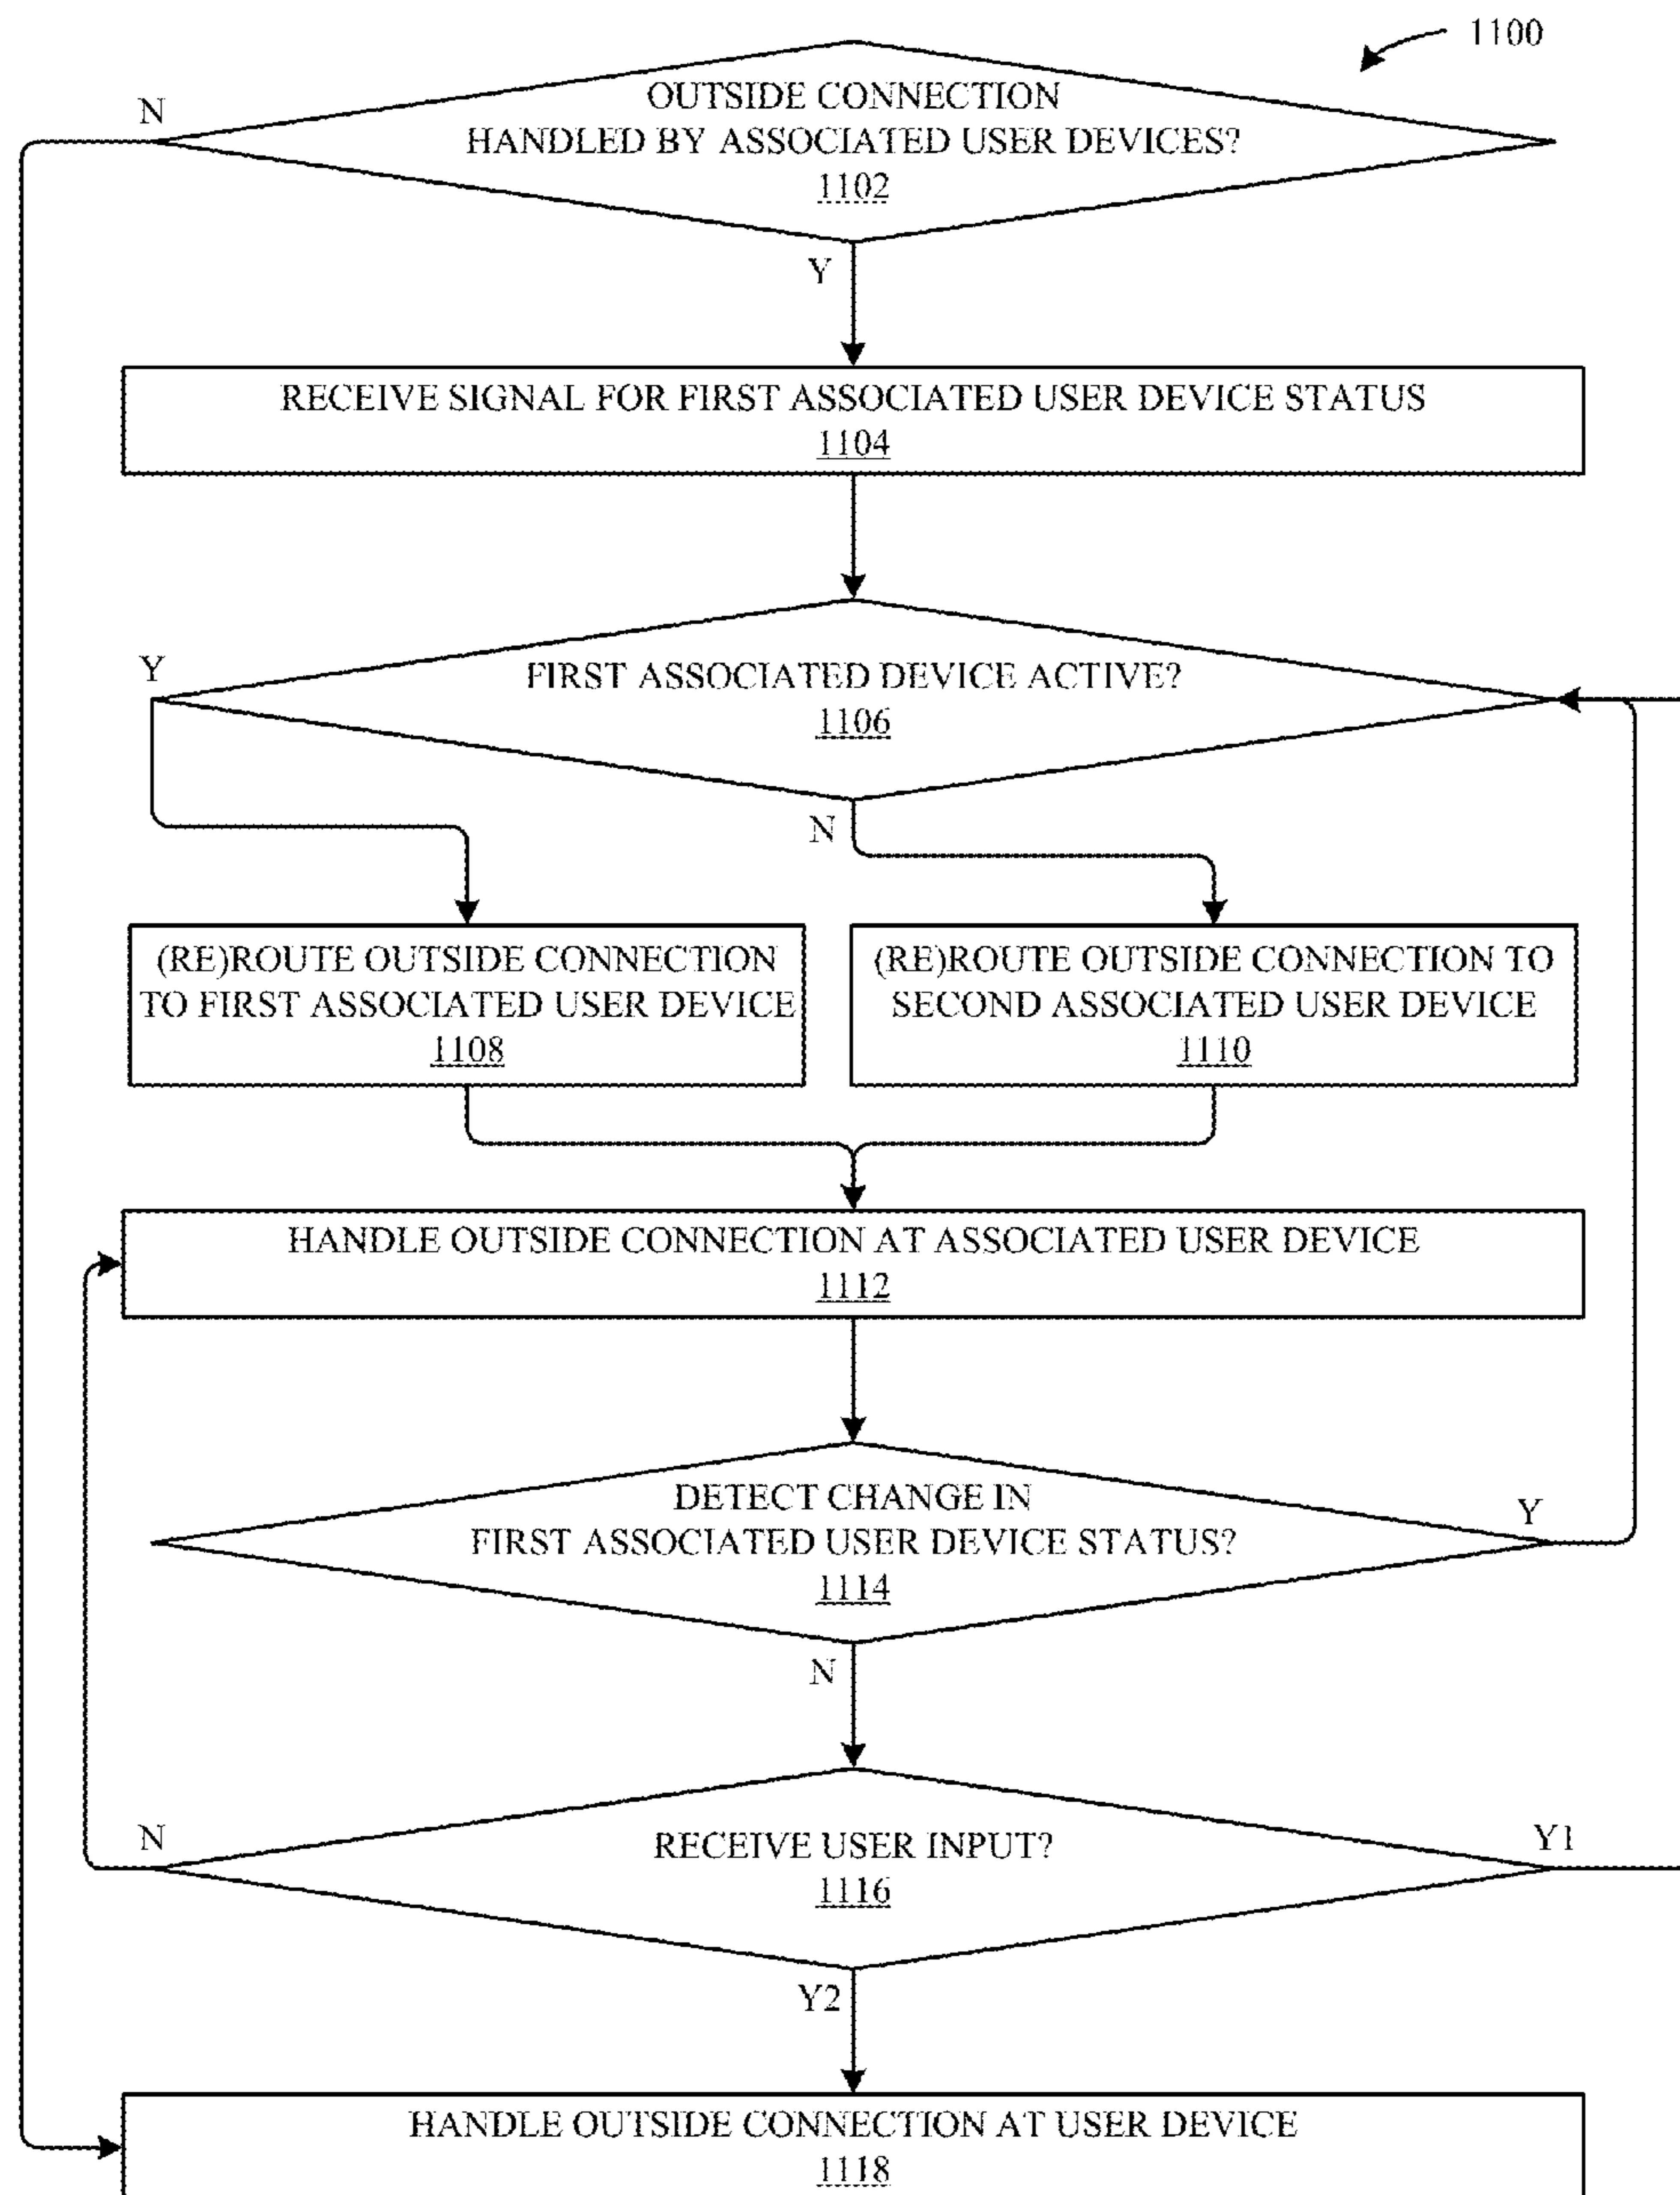 1100
N
OUTSIDE CONNECTION
HANDLED BY ASSOCIATED USER DEVICES?
1102
Y
RECEIVE SIGNAL FOR FIRST ASSOCIATED USER DEVICE STATUS
1104
Y
FIRST ASSOCIATED DEVICE ACTIVE?
1106
N
(RE)ROUTE OUTSIDE CONNECTION
TO FIRST ASSOCIATED USER DEVICE
1108
(RE)ROUTE OUTSIDE CONNECTION TO
SECOND ASSOCIATED USER DEVICE
1110
HANDLE OUTSIDE CONNECTION AT ASSOCIATED USER DEVICE
1112
DETECT CHANGE IN
FIRST ASSOCIATED USER DEVICE STATUS?
1114
Y
N
N
RECEIVE USER INPUT?
1116
Y1
Y2
HANDLE OUTSIDE CONNECTION AT USER DEVICE
1118